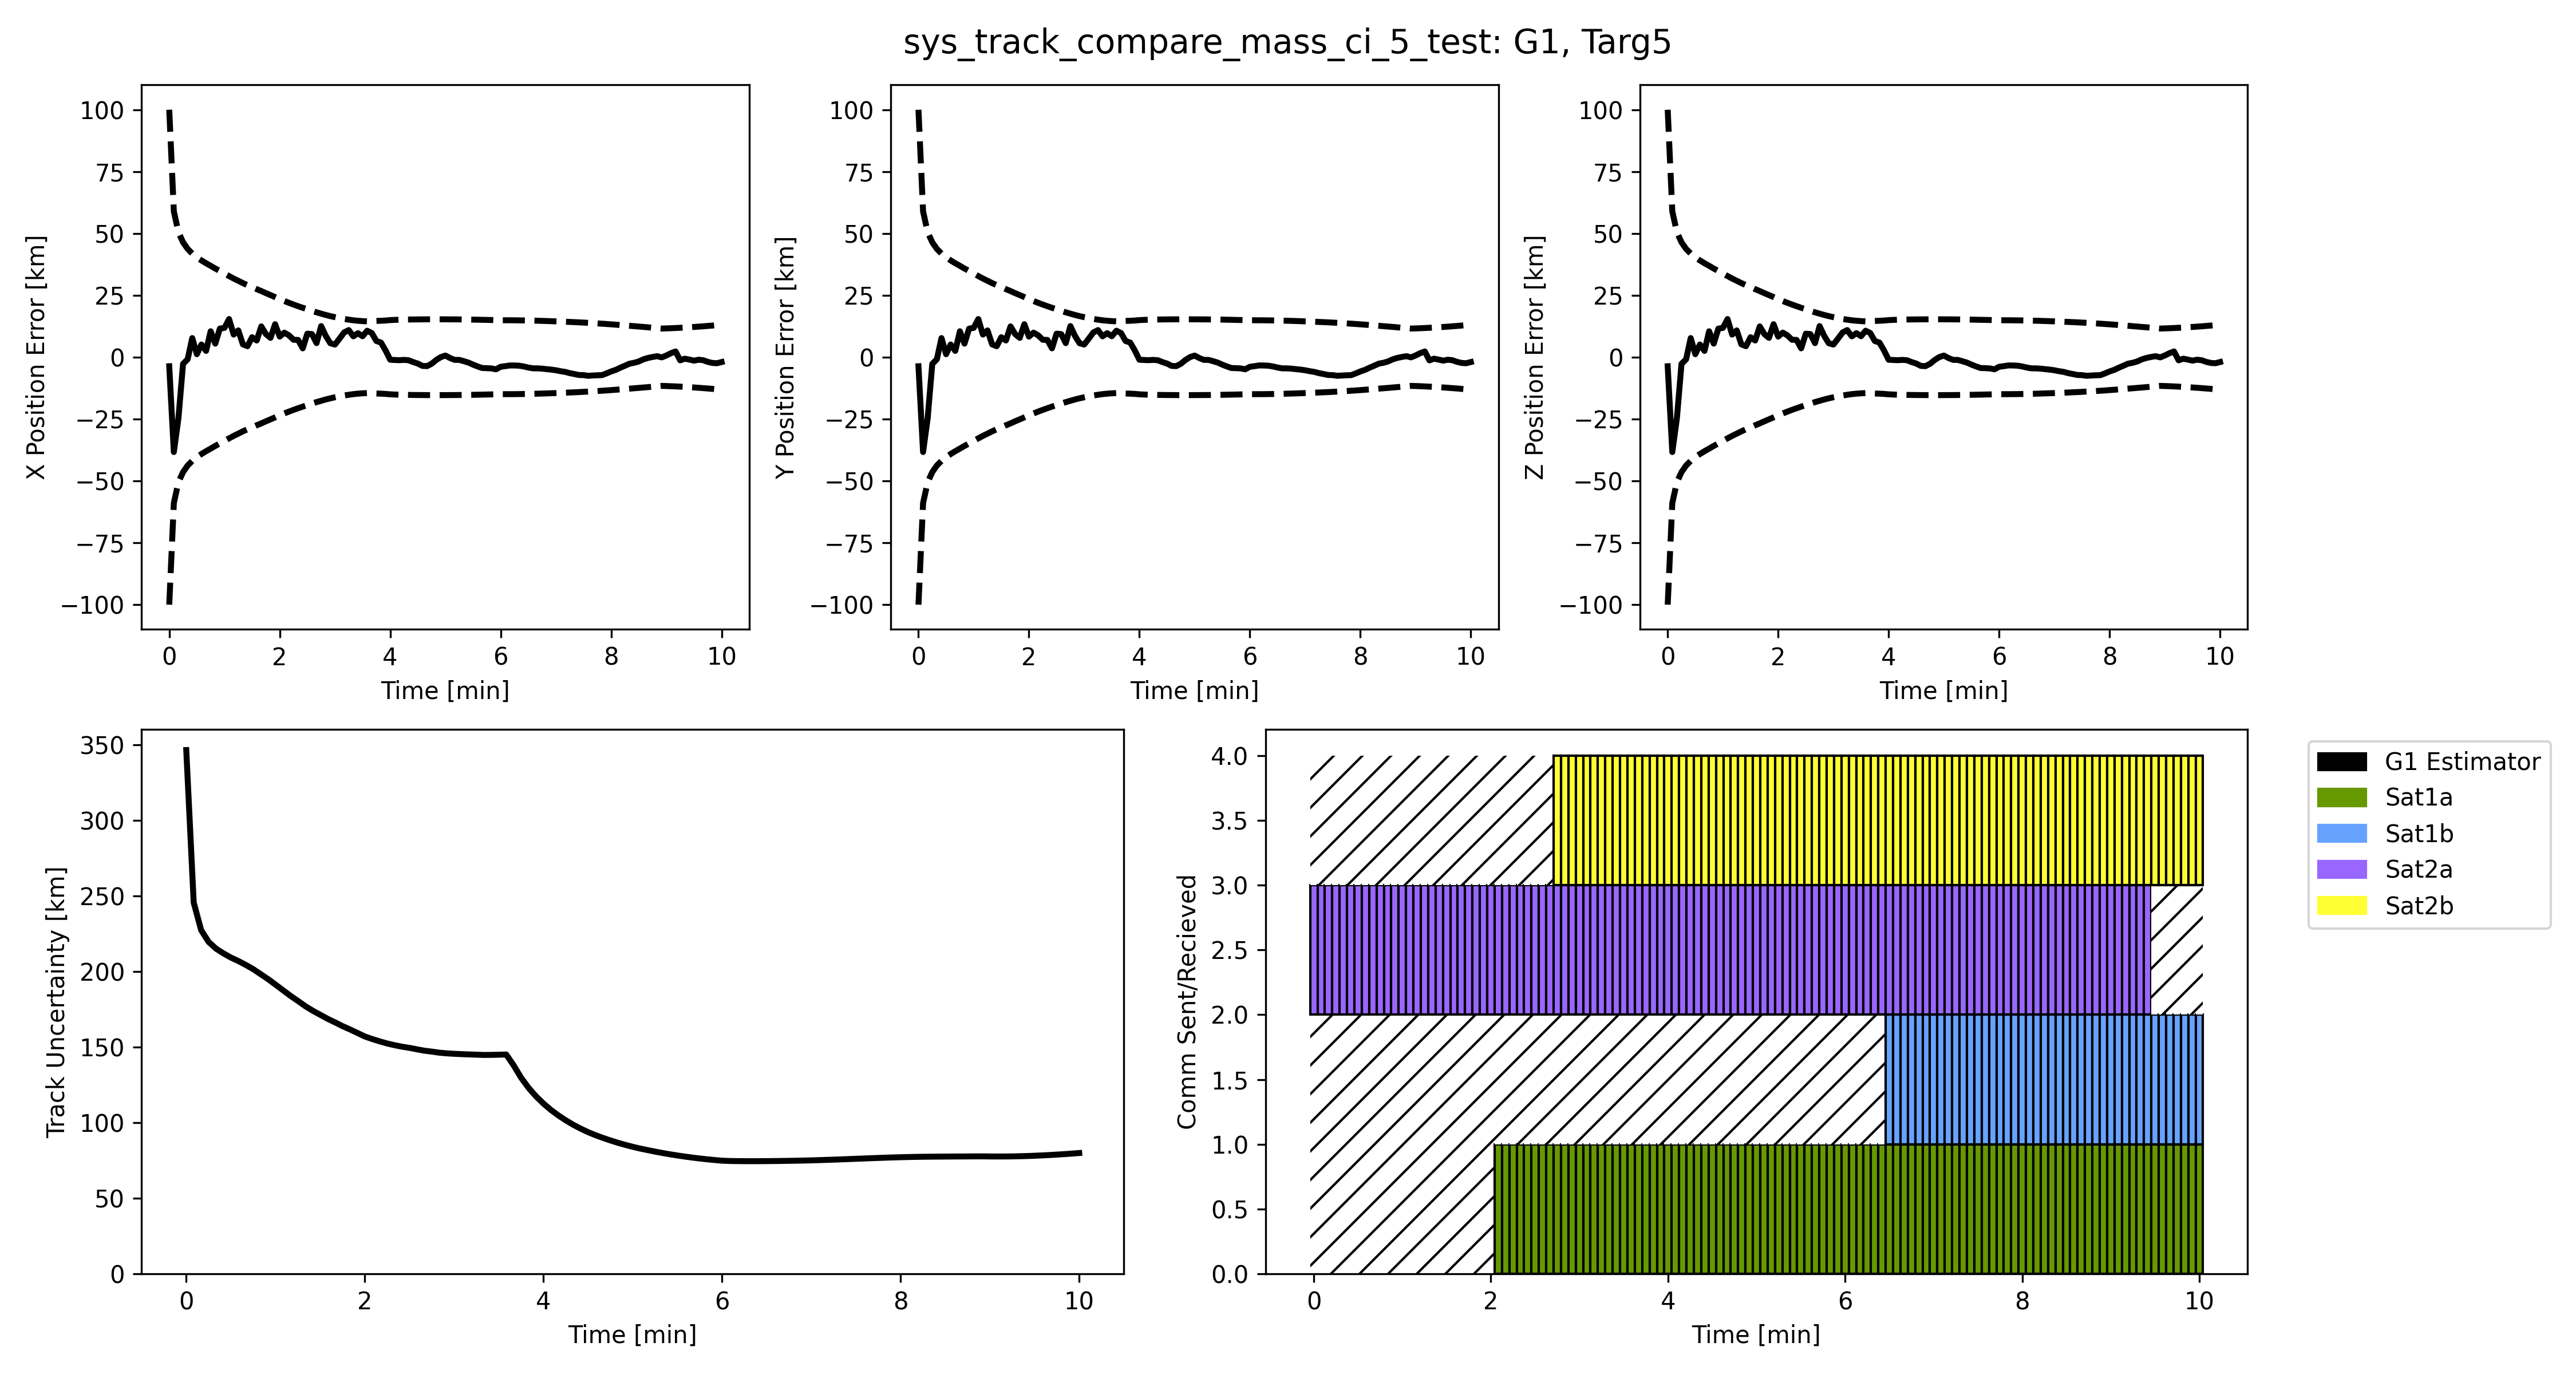 sys_track_compare_mass_ci_5_test: G1, Targ5
X Position Error [km]
100
75
50
25
0
−25
−50
−75
−100
0 2 4 6 8 10
Time [min]
Y Position Error [km]
100
75
50
25
0
−25
−50
−75
−100
0 2 4 6 8 10
Time [min]
Z Position Error [km]
100
75
50
25
0
−25
−50
−75
−100
0 2 4 6 8 10
Time [min]
Track Uncertainty [km]
350
300
250
200
150
100
50
0
0 2 4 6 8 10
Time [min]
Comm Sent/Recieved
4.0
3.5
3.0
2.5
2.0
1.5
1.0
0.5
0.0
0 2 4 6 8 10
Time [min]
G1 Estimator
Sat1a
Sat1b
Sat2a
Sat2b